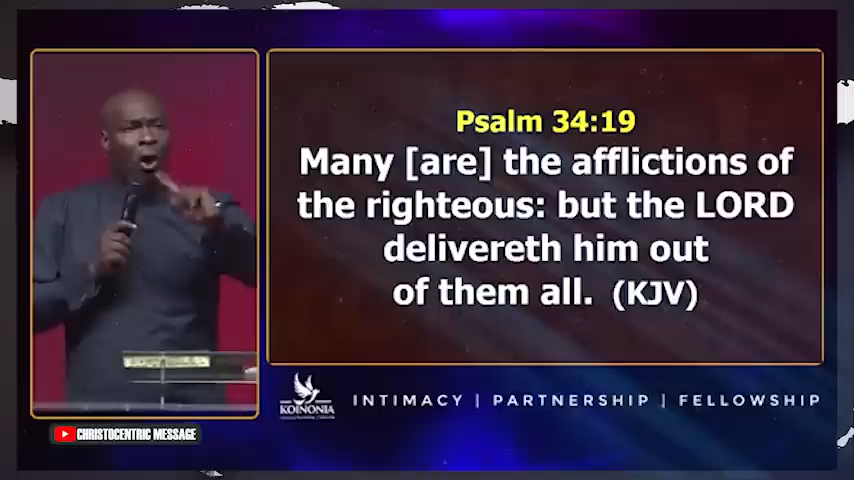 Psalm 34:19
Many [are] the afflictions of
the righteous: but the LORD
delivereth him out
of them all. (KJV)
KOINONIA
INTIMACY | PARTNERSHIP | FELLOWSHIP
CHRISTOCENTRIC MESSAGE